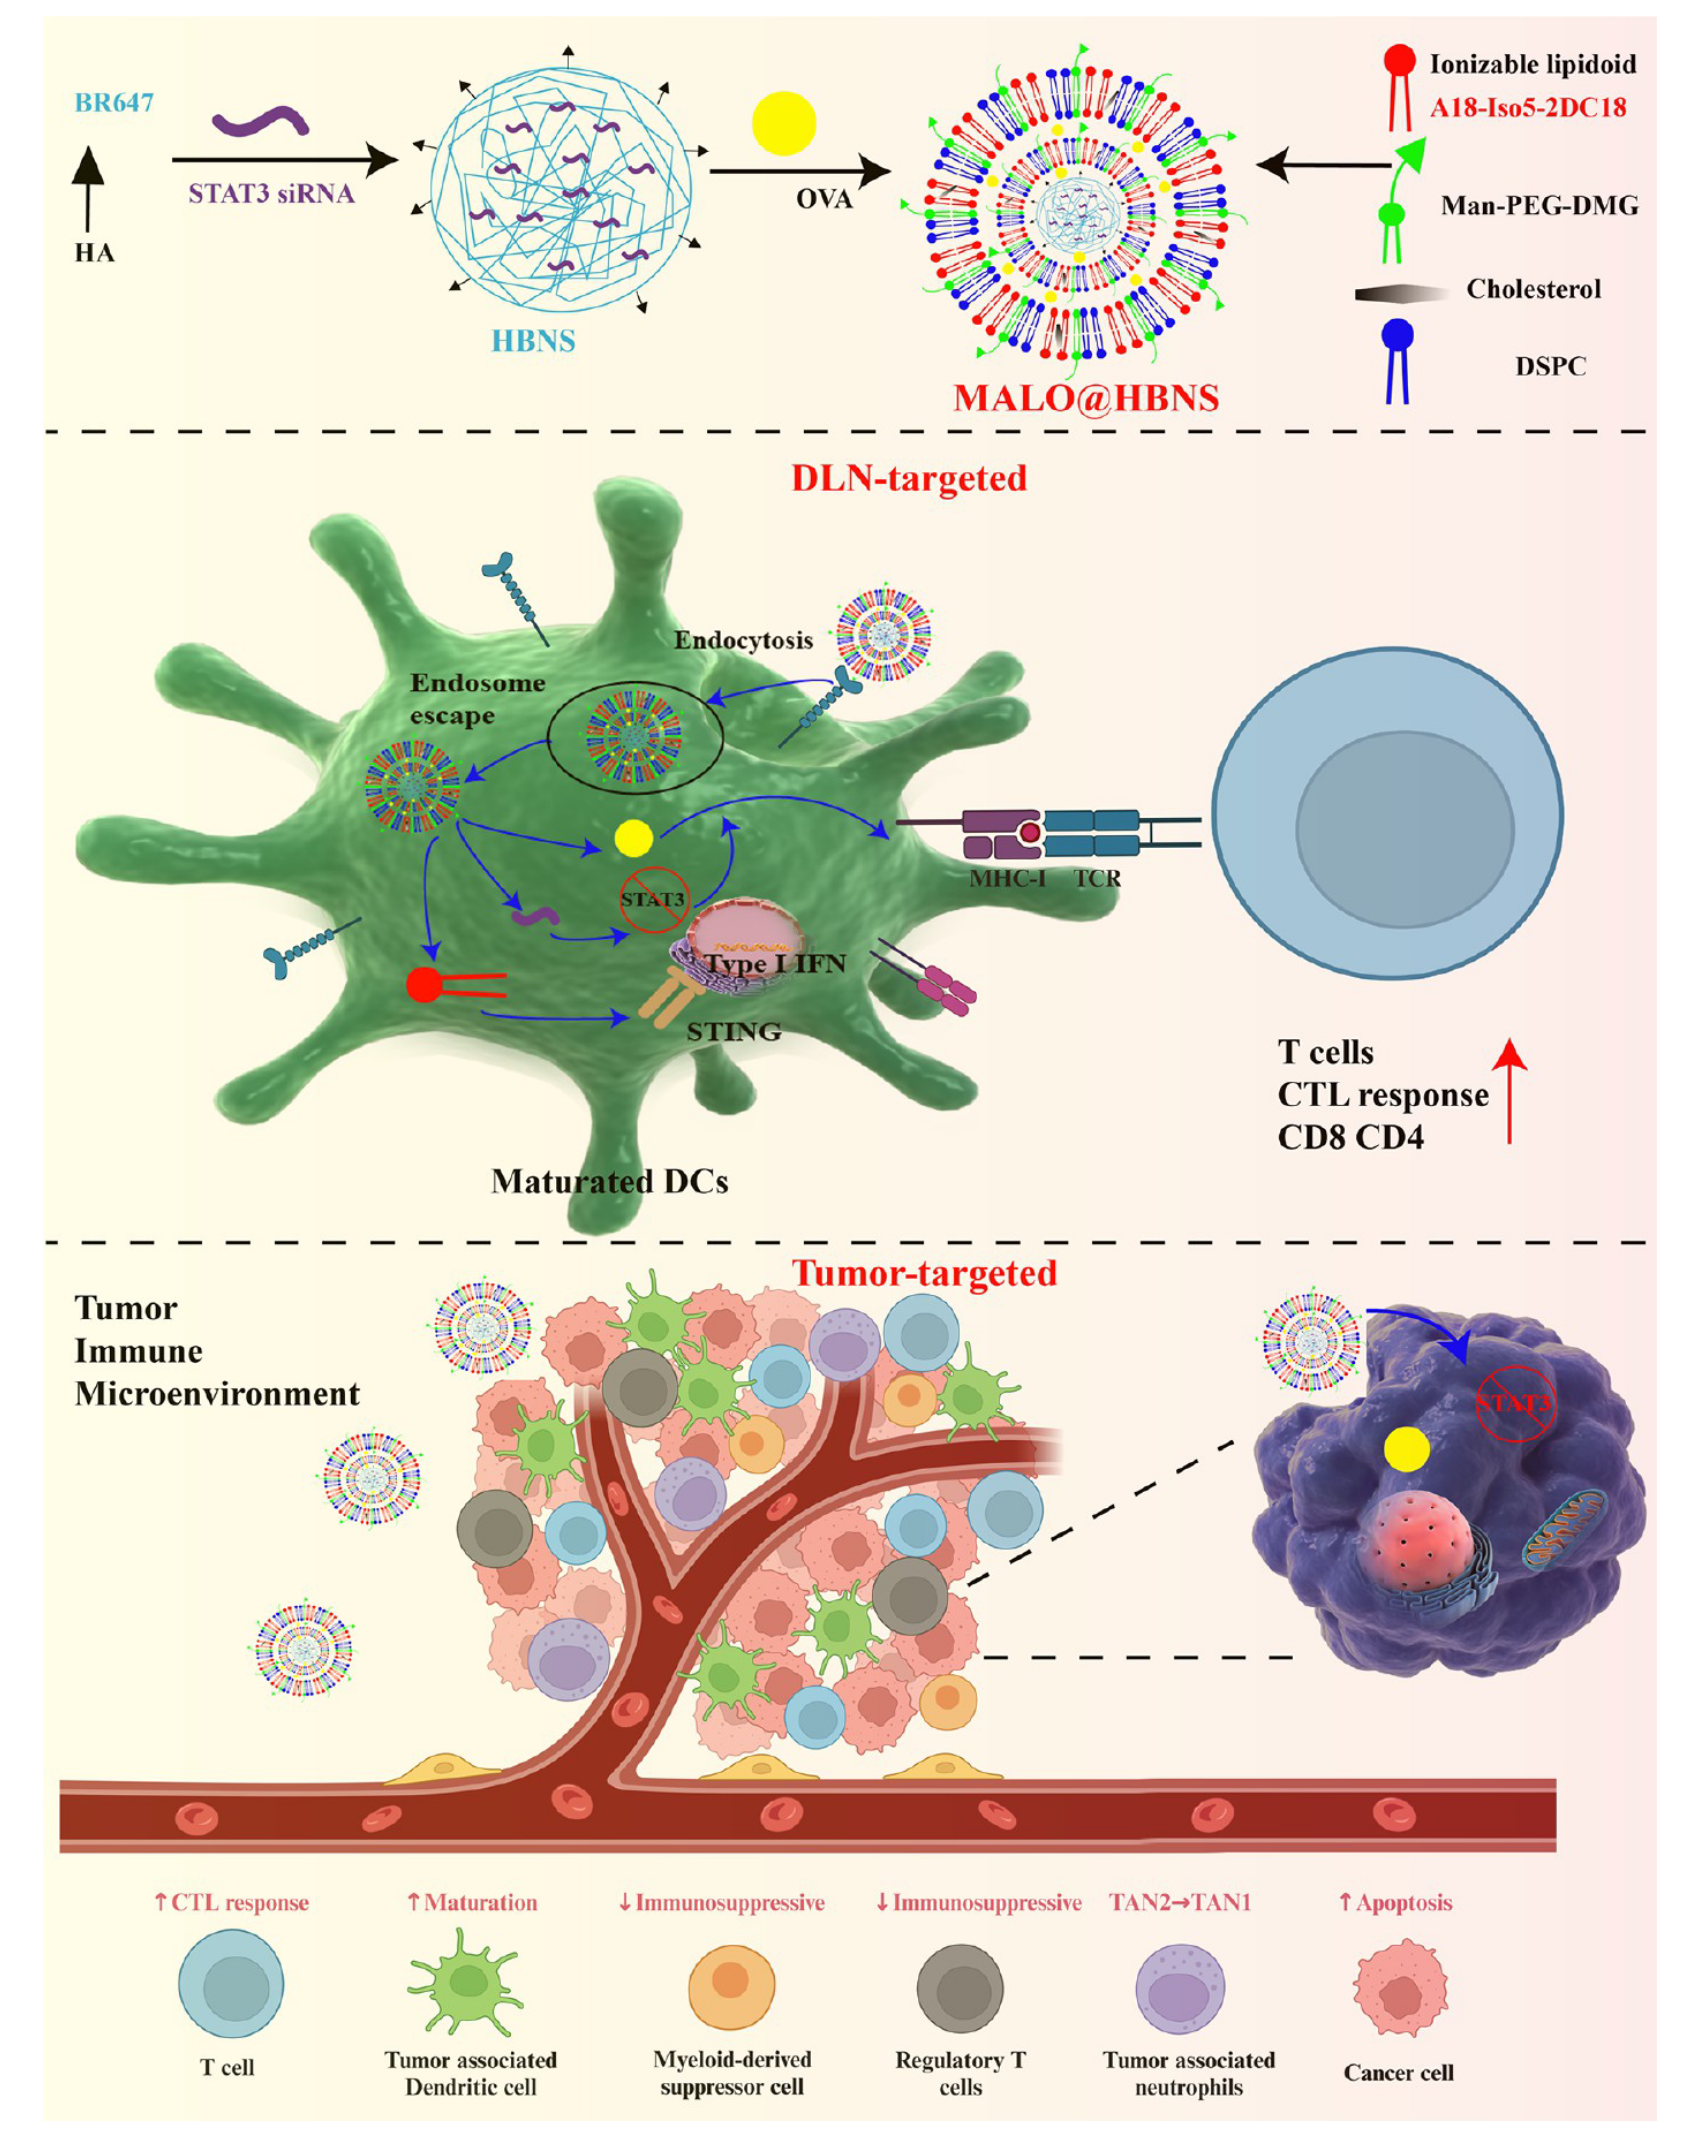 BR647
HA
STAT3 siRNA
HBNS
OVA
MALO@HBNS
Ionizable lipidoid
A18-Iso5-2DC18
Man-PEG-DMG
Cholesterol
DSPC
DLN-targeted
Endocytosis
Endosome
escape
STAT3
Type I IFN
STING
MHC-I TCR
T cells
CTL response
CD8 CD4
Maturated DCs
Tumor-targeted
Tumor
Immune
Microenvironment
STAT3
↑CTL response
↑Maturation
↓Immunosuppressive
↓Immunosuppressive
TAN2→TAN1
↑Apoptosis
T cell
Tumor associated
Dendritic cell
Myeloid-derived
suppressor cell
Regulatory T
cells
Tumor associated
neutrophils
Cancer cell